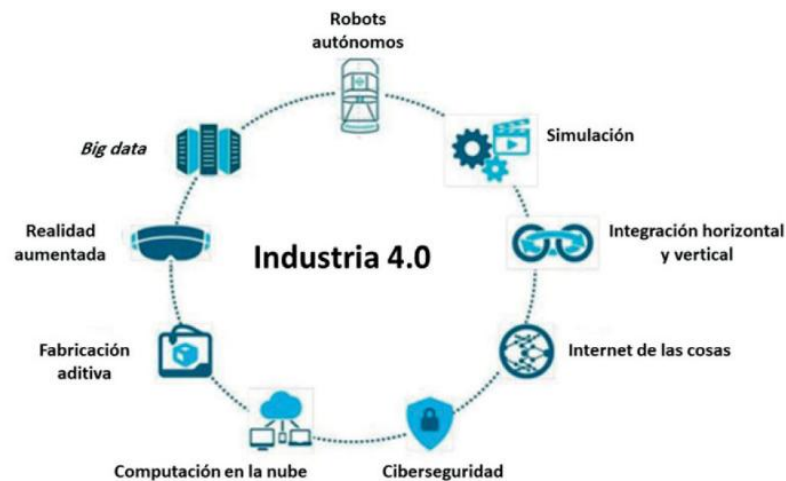 Robots
autónomos
Simulación
Big data
Integración horizontal
y vertical
Realidad
aumentada
Industria 4.0
Internet de las cosas
Fabricación
aditiva
Computación en la nube
Ciberseguridad